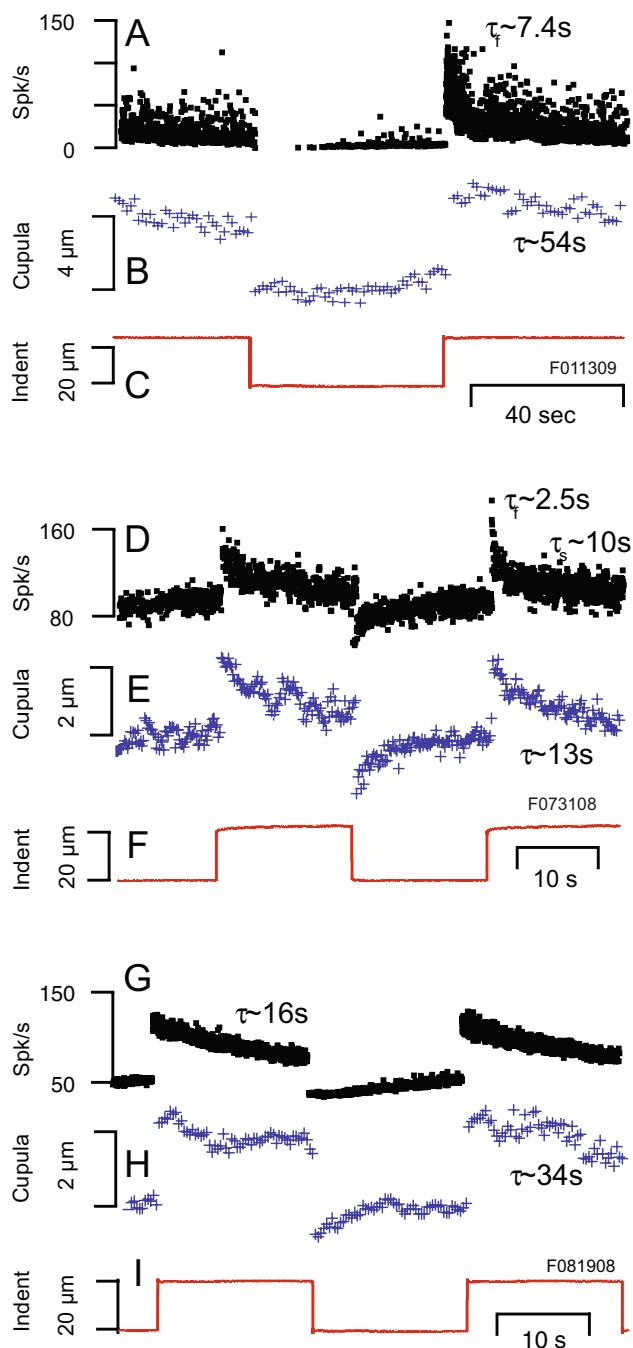 A
150
Spk/s
0
τf~7.4s
Cupula
4 µm
B
τ~54s
Indent
20 µm
C
F011309
40 sec
D
160
Spk/s
80
τf~2.5s
τs~10s
Cupula
2 µm
E
τ~13s
Indent
20 µm
F
F073108
10 s
G
150
Spk/s
50
τ~16s
Cupula
2 µm
H
τ~34s
Indent
20 µm
I
F081908
10 s